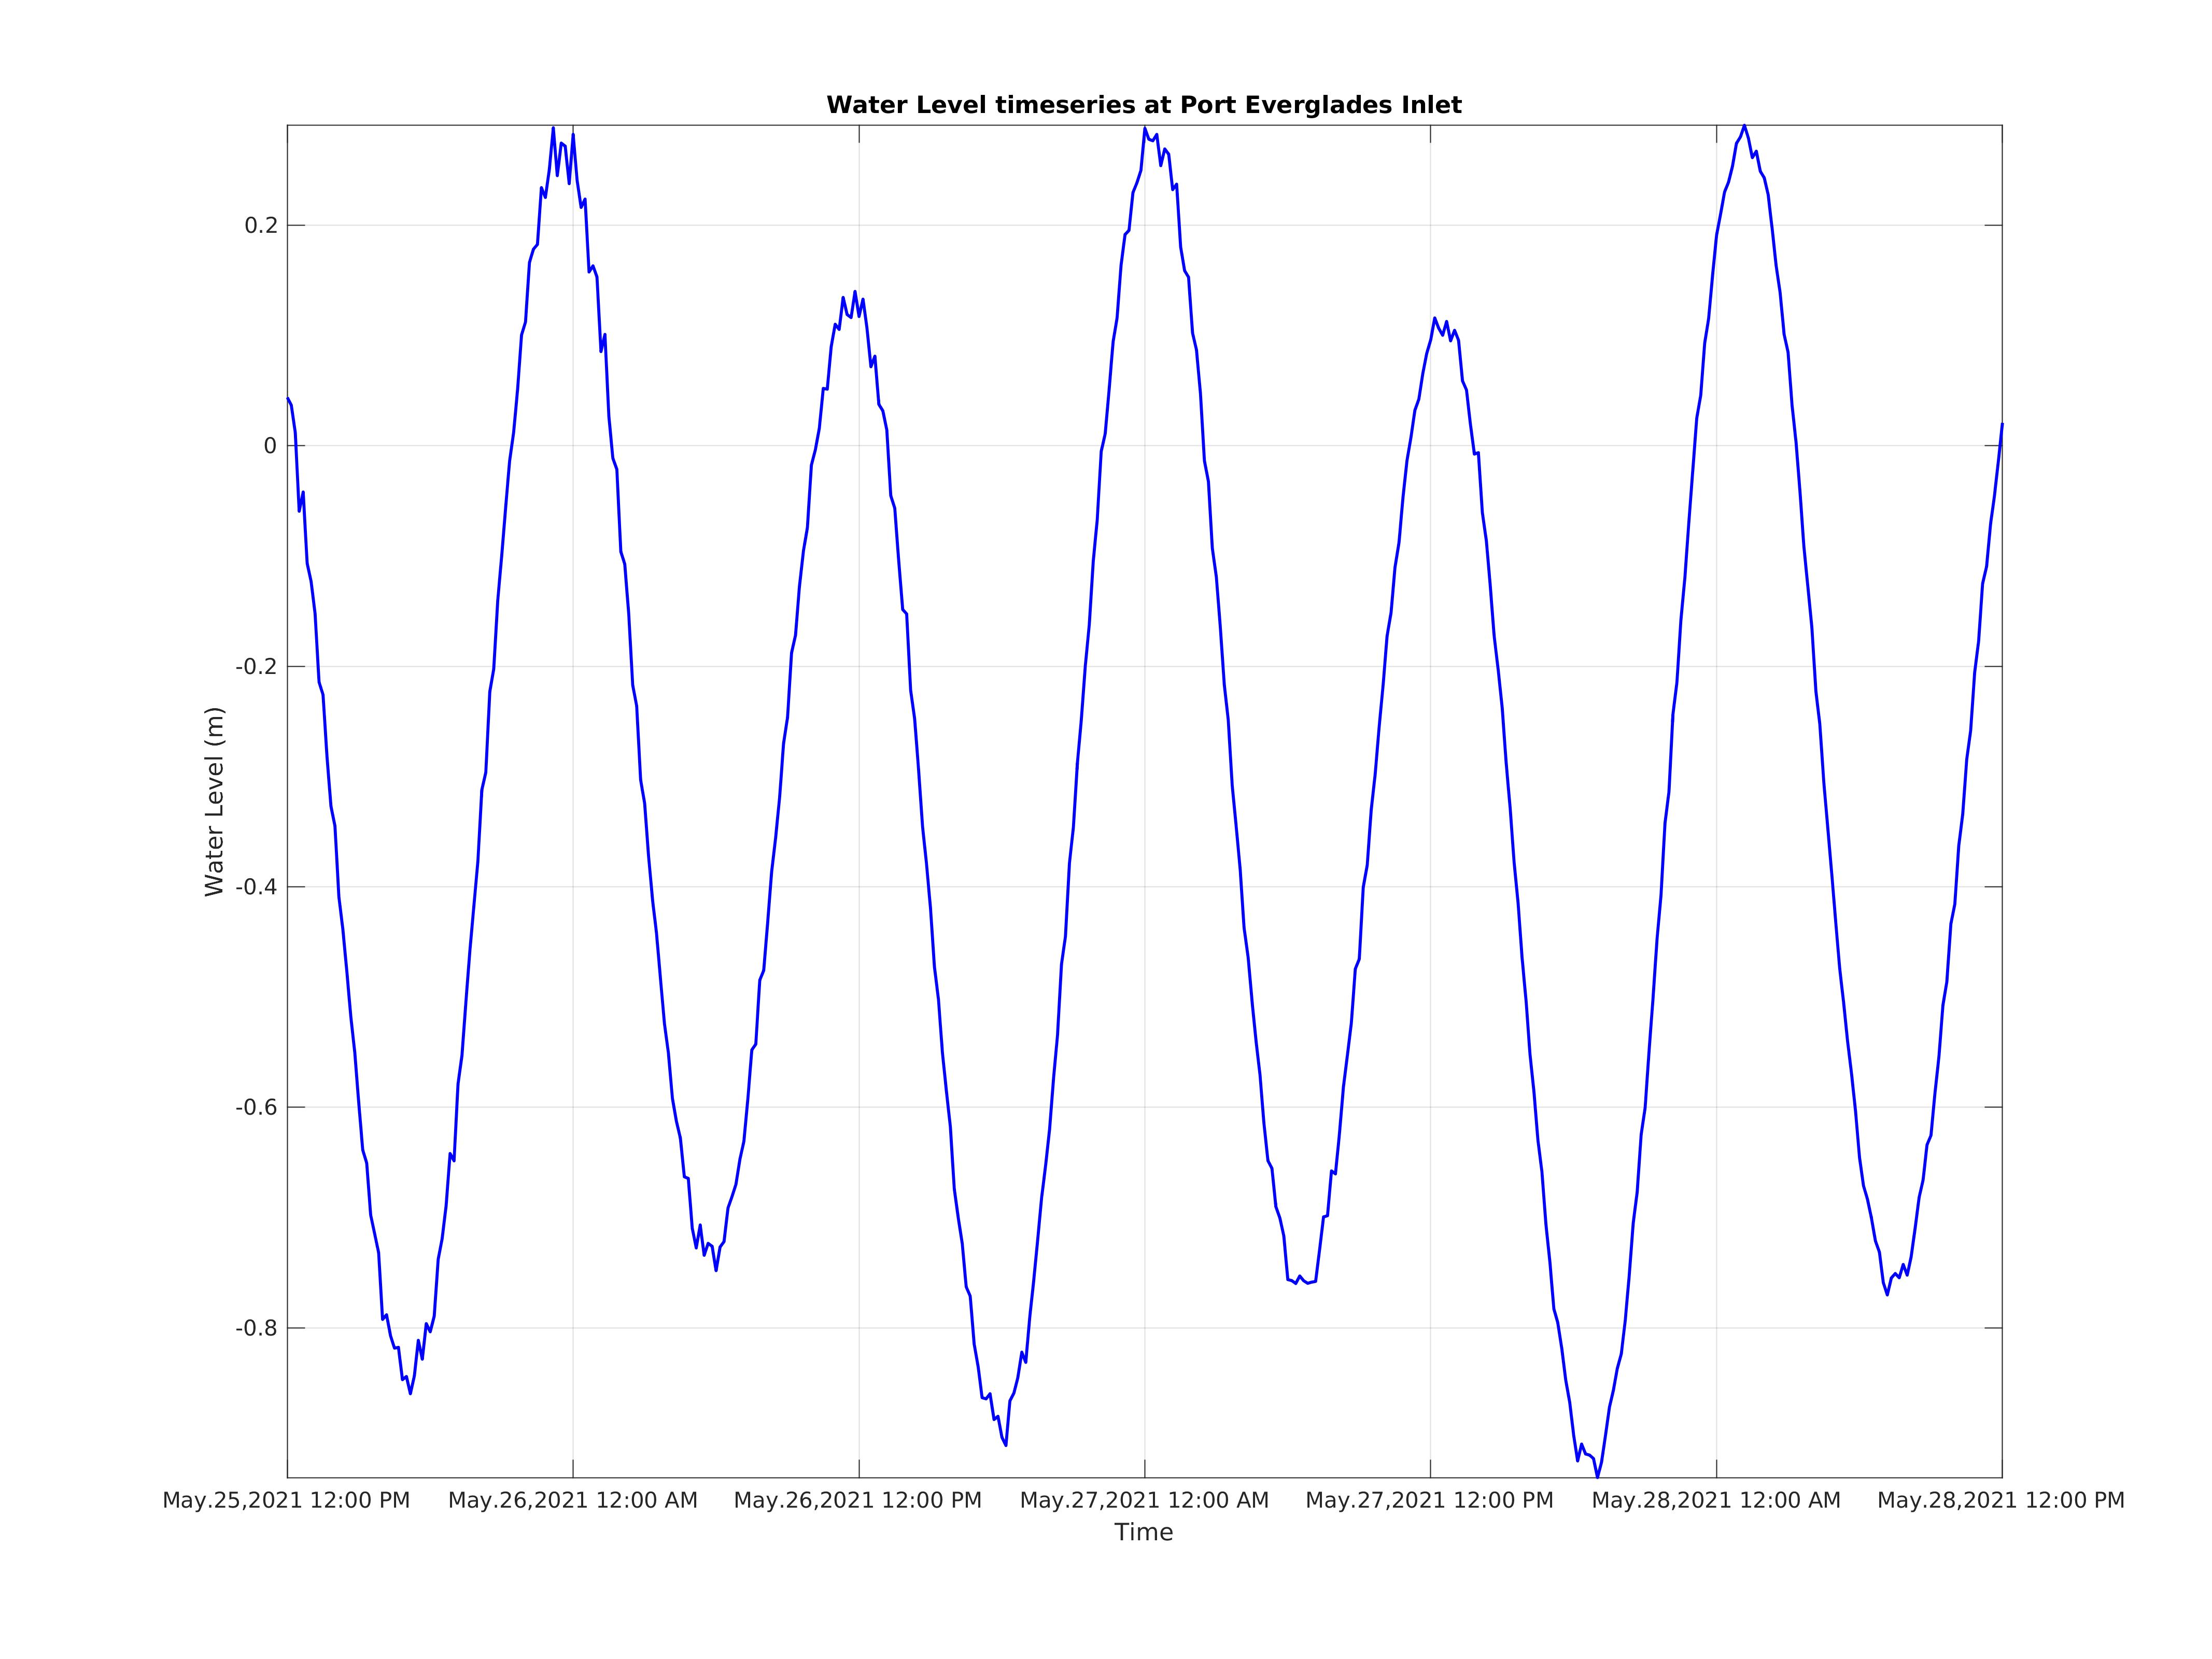 Water Level timeseries at Port Everglades Inlet
0.2
0
-0.2
-0.4
-0.6
-0.8
Water Level (m)
May.25,2021 12:00 PM May.26,2021 12:00 AM May.26,2021 12:00 PM May.27,2021 12:00 AM May.27,2021 12:00 PM May.28,2021 12:00 AM May.28,2021 12:00 PM
Time